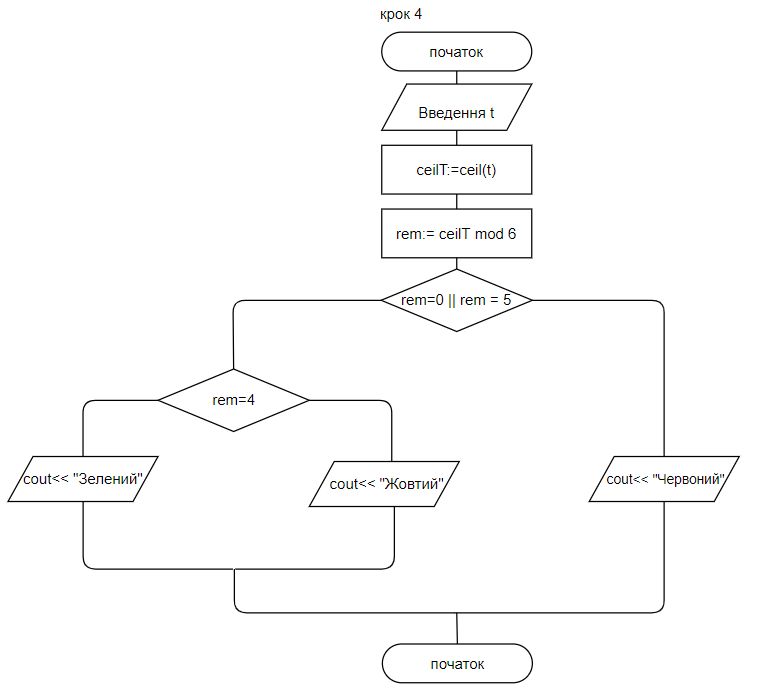 крок 4
початок
Введення t
ceilT:=ceil(t)
rem:= ceilT mod 6
rem=0 || rem = 5
rem=4
cout<< "Зелений"
cout<< "Жовтий"
cout<< "Червоний"
початок